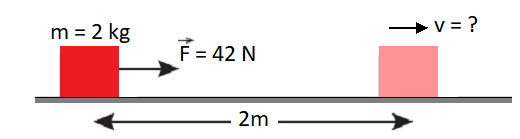 m = 2 kg
F⃗ = 42 N
v = ?
2m